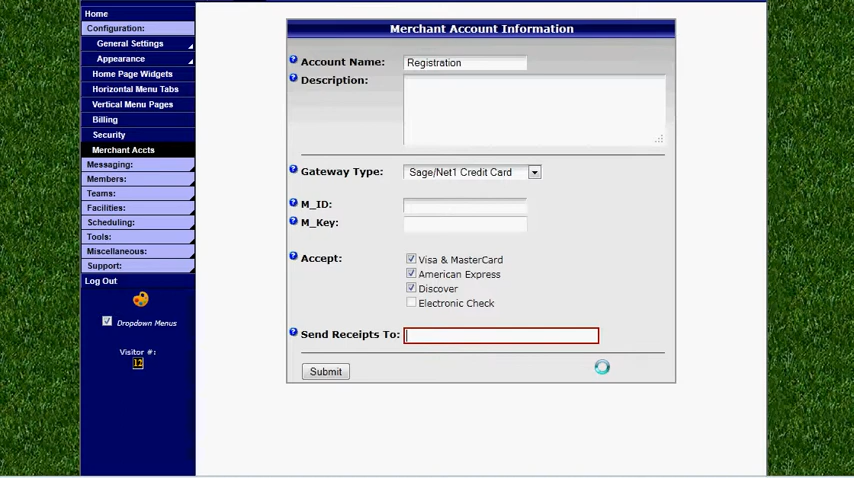 Home
Configuration:
General Settings
Appearance
Home Page Widgets
Horizontal Menu Tabs
Vertical Menu Pages
Billing
Security
Merchant Accts
Messaging:
Members:
Teams:
Facilities:
Scheduling:
Tools:
Miscellaneous:
Support:
Log Out
Dropdown Menus
Visitor #:
12
Merchant Account Information
? Account Name: Registration
? Description:
? Gateway Type: Sage/Net1 Credit Card
? M_ID:
? M_Key:
? Accept: Visa & MasterCard
American Express
Discover
Electronic Check
? Send Receipts To:
Submit